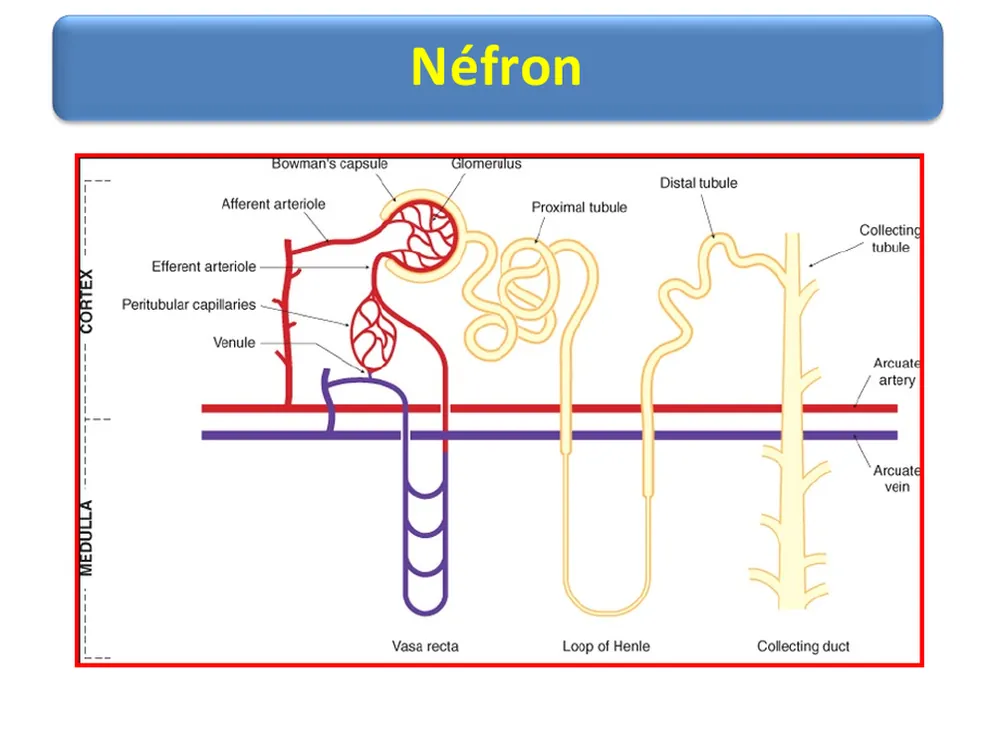 Néfron
Bowman's capsule
Glomerulus
Afferent arteriole
Proximal tubule
Distal tubule
Collecting
tubule
Efferent arteriole
Peritubular capillaries
Venule
CORTEX
Arcuate
artery
Arcuate
vein
MEDULLA
Vasa recta
Loop of Henle
Collecting duct